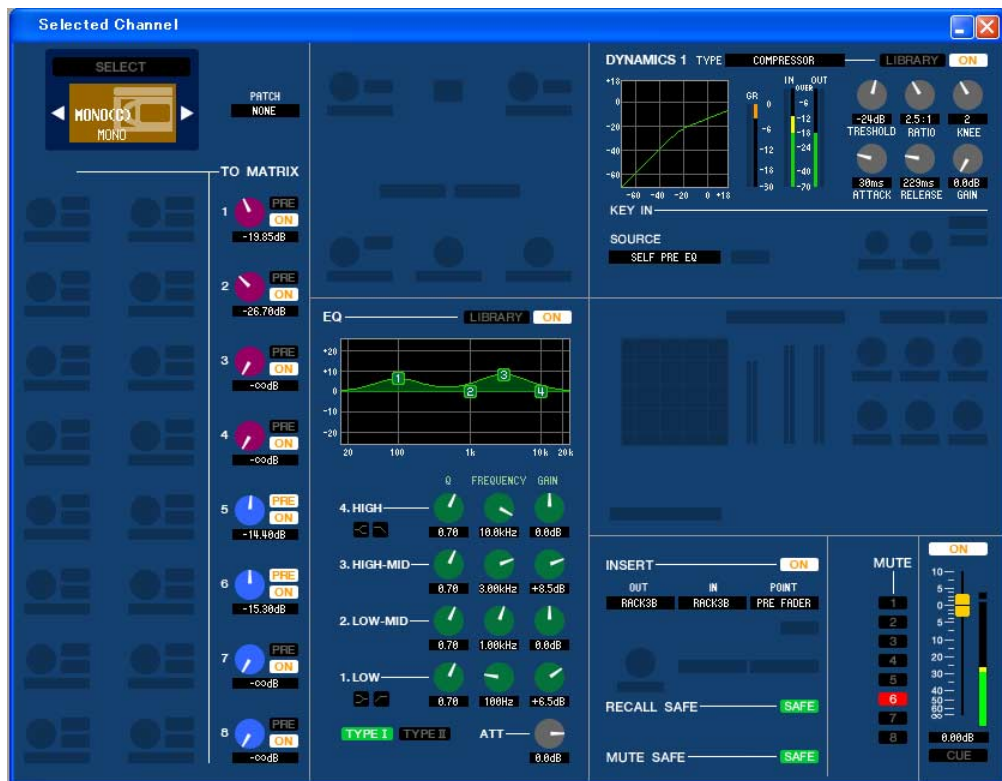 Selected Channel
SELECT
MONO(C)
MONO
PATCH
NONE
TO MATRIX
1 PRE
ON
-19.85dB
2 PRE
ON
-26.70dB
3 PRE
ON
-∞dB
4 PRE
ON
-∞dB
5 PRE
ON
-14.40dB
6 PRE
ON
-15.30dB
7 PRE
ON
-∞dB
8 PRE
ON
-∞dB
EQ LIBRARY ON
+20
+10
0
-10
-20
1 2 3 4
20 100 1k 10k 20k
Q FREQUENCY GAIN
4. HIGH
0.70 10.0kHz 0.0dB
3. HIGH-MID
0.70 3.00kHz +8.5dB
2. LOW-MID
0.70 1.00kHz 0.0dB
1. LOW
0.70 100Hz +6.5dB
TYPE I TYPE II ATT
0.0dB
DYNAMICS 1 TYPE COMPRESSOR LIBRARY ON
+18
0
-20
-40
-60
-60 -40 -20 0 +18
GR
0
-6
-12
-18
-30
IN OUT
OVER
-6
-12
-18
-24
-40
-70
-24dB 2.5:1 2
TRESHOLD RATIO KNEE
30ms 229ms 0.0dB
ATTACK RELEASE GAIN
KEY IN
SOURCE
SELF PRE EQ
INSERT ON
OUT IN POINT
RACK3B RACK3B PRE FADER
RECALL SAFE SAFE
MUTE SAFE SAFE
MUTE
1
2
3
4
5
6
7
8
ON
10
5
0
5
10
20
30
40
50
60
90
0.00dB
CUE